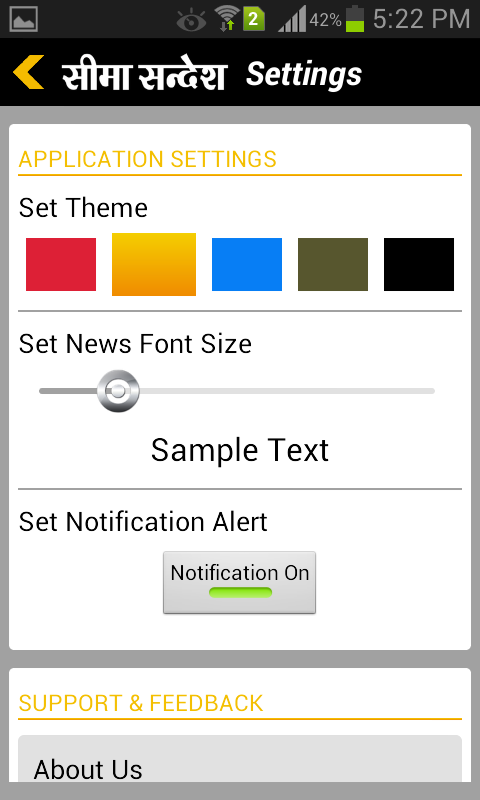 2 42% 5:22 PM
सीमा सन्देश Settings
APPLICATION SETTINGS
Set Theme
Set News Font Size
Sample Text
Set Notification Alert
Notification On
SUPPORT & FEEDBACK
About Us